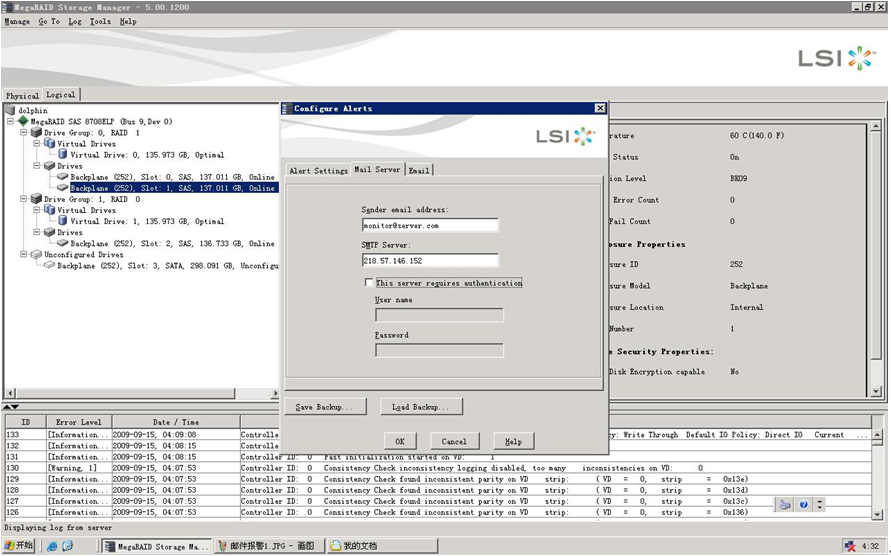 MegaRAID Storage Manager - 5.00.1200
Manage Go To Log Tools Help
LSI
Physical Logical
dolphin
MegaRAID SAS 8708ELP (Bus 9,Dev 0)
Drive Group: 0, RAID 1
Virtual Drives
Virtual Drive: 0, 135.973 GB, Optimal
Drives
Backplane (252), Slot: 0, SAS, 137.011 GB, Online
Backplane (252), Slot: 1, SAS, 137.011 GB, Online
Drive Group: 1, RAID 0
Virtual Drives
Virtual Drive: 1, 135.973 GB, Optimal
Drives
Backplane (252), Slot: 2, SAS, 136.733 GB, Online
Unconfigured Drives
Backplane (252), Slot: 3, SATA, 298.091 GB, Unconfigu
Configure Alerts
LSI
Alert Settings Mail Server Email
Sender email address:
monitor@server.com
SMTP Server:
218.57.146.152
This server requires authentication
User name
Password
Save Backup... Load Backup...
OK Cancel Help
rature 60 C(140.0 F)
Status On
ion Level BK09
Error Count 0
Fail Count 0
osure Properties
sure ID 252
sure Model Backplane
sure Location Internal
Number 1
e Security Properties:
Disk Encryption capable No
ID Error Level Date / Time
133 [Information... 2009-09-15, 04:09:08 Controller y: Write Through Default IO Policy: Direct IO Current ...
132 [Information... 2009-09-15, 04:08:15 Controller
131 [Information... 2009-09-15, 04:08:15 Controller ID: 0 Fast initialization started on VD: 1
130 [Warning, 1] 2009-09-15, 04:07:53 Controller ID: 0 Consistency Check inconsistency logging disabled, too many inconsistencies on VD: 0
129 [Information... 2009-09-15, 04:07:53 Controller ID: 0 Consistency Check found inconsistent parity on VD strip: ( VD = 0, strip = 0x13e)
128 [Information... 2009-09-15, 04:07:53 Controller ID: 0 Consistency Check found inconsistent parity on VD strip: ( VD = 0, strip = 0x13d)
127 [Information... 2009-09-15, 04:07:53 Controller ID: 0 Consistency Check found inconsistent parity on VD strip: ( VD = 0, strip = 0x13c)
126 [Information... 2009-09-15, 04:07:53 Controller ID: 0 Consistency Check found inconsistent parity on VD strip: ( VD = 0, strip = 0x136)
Displaying log from server
开始 MegaRAID Storage Ma... 邮件报警1.JPG - 画图 我的文档 4:32